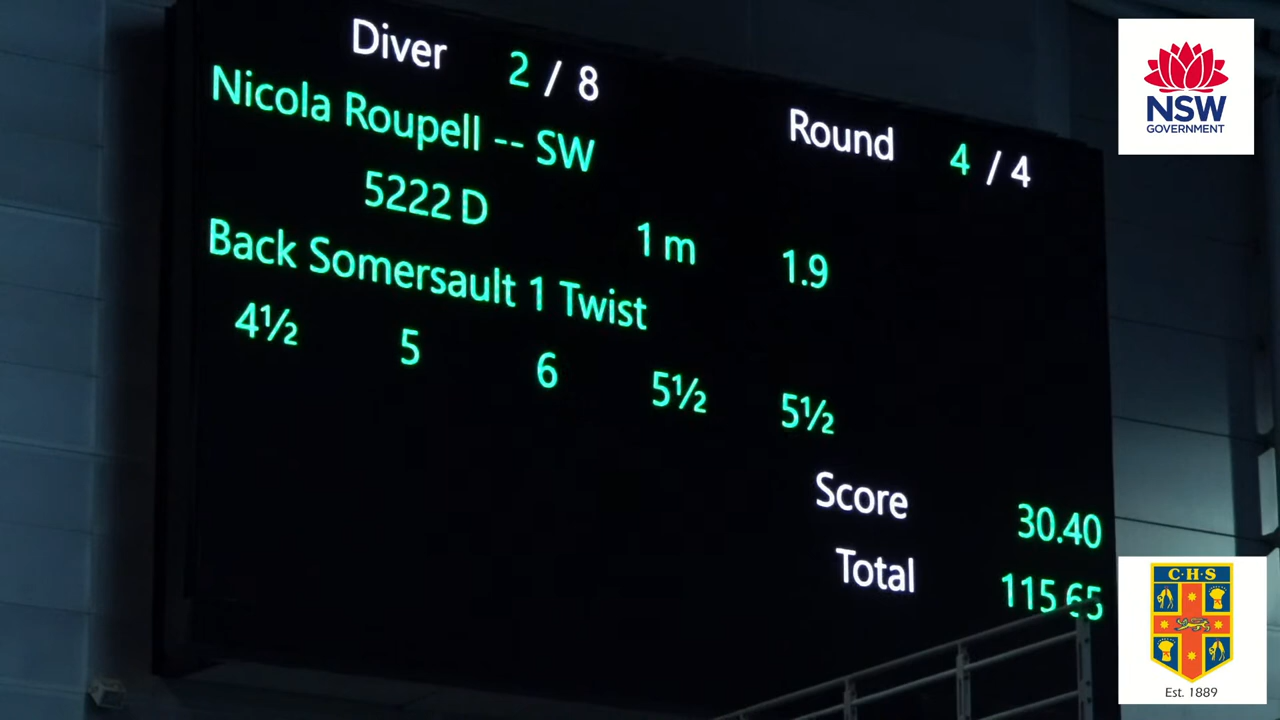 Diver 2 / 8
Nicola Roupell -- SW
Round 4 / 4
5222 D 1 m 1.9
Back Somersault 1 Twist
4½ 5 6 5½ 5½
Score 30.40
Total 115.65
NSW
GOVERNMENT
C·H·S
Est. 1889